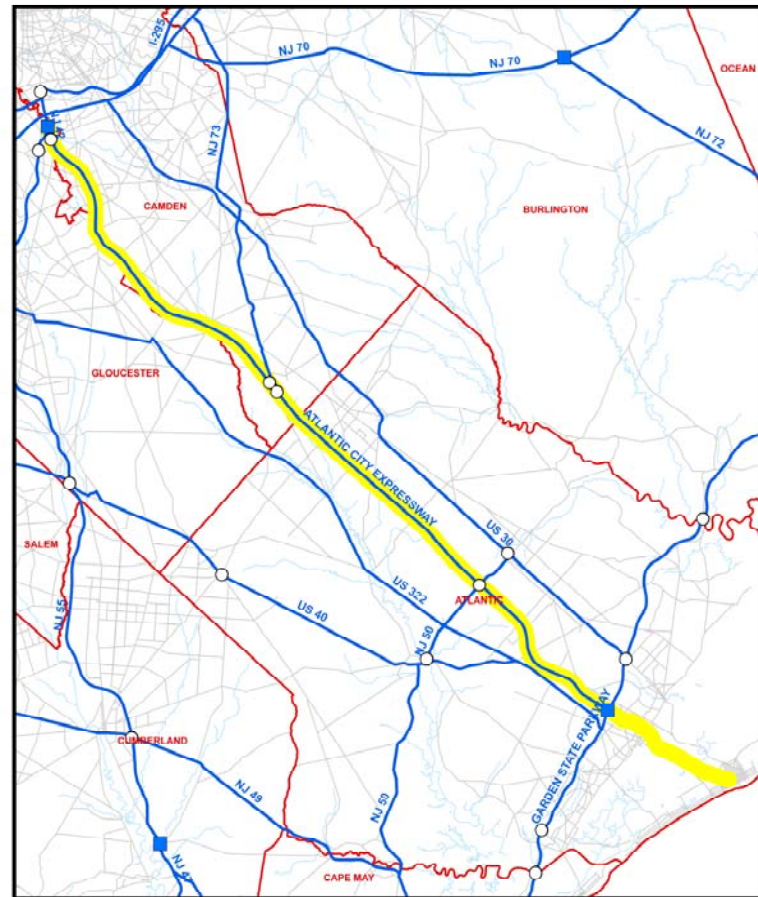 I-295
NJ 70
NJ 70
OCEAN
NJ 73
NJ 72
CAMDEN
BURLINGTON
GLOUCESTER
ATLANTIC CITY EXPRESSWAY
US 30
SALEM
US 322
ATLANTIC
US 40
NJ 55
NJ 50
GARDEN STATE PARKWAY
CUMBERLAND
NJ 49
NJ 50
NJ 47
CAPE MAY